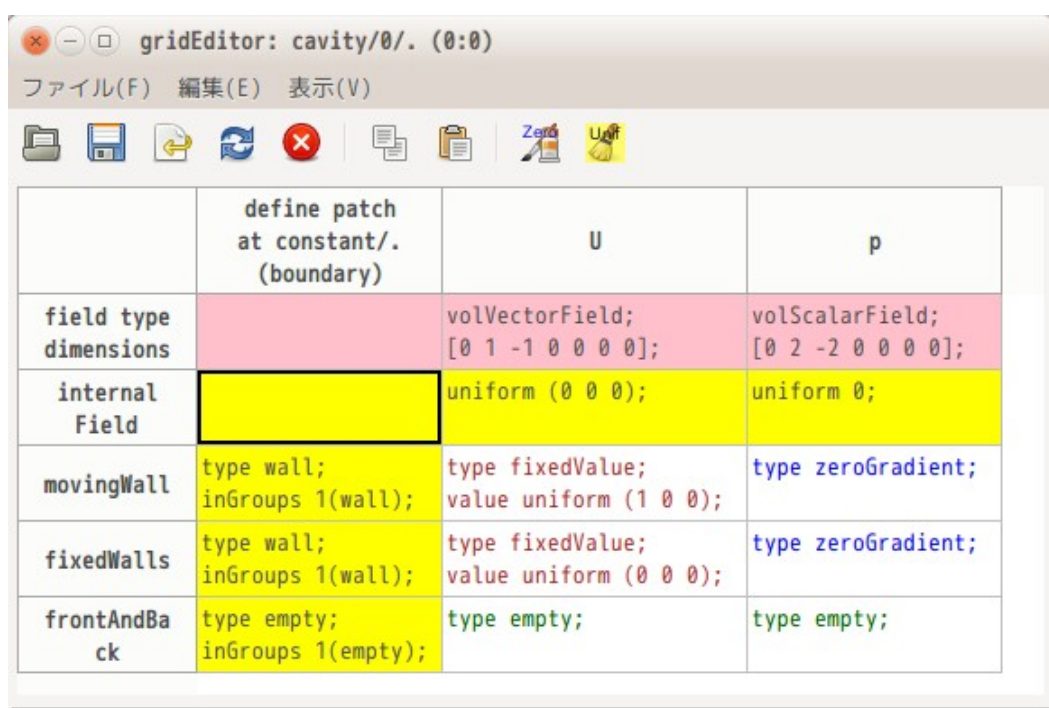 gridEditor: cavity/0/. (0:0)
ファイル(F) 編集(E) 表示(V)
Zero Unif
define patch
at constant/.
(boundary)
U
p
field type
dimensions
volVectorField;
[0 1 -1 0 0 0 0];
volScalarField;
[0 2 -2 0 0 0 0];
internal
Field
uniform (0 0 0);
uniform 0;
movingWall
type wall;
inGroups 1(wall);
type fixedValue;
value uniform (1 0 0);
type zeroGradient;
fixedWalls
type wall;
inGroups 1(wall);
type fixedValue;
value uniform (0 0 0);
type zeroGradient;
frontAndBa
ck
type empty;
inGroups 1(empty);
type empty;
type empty;